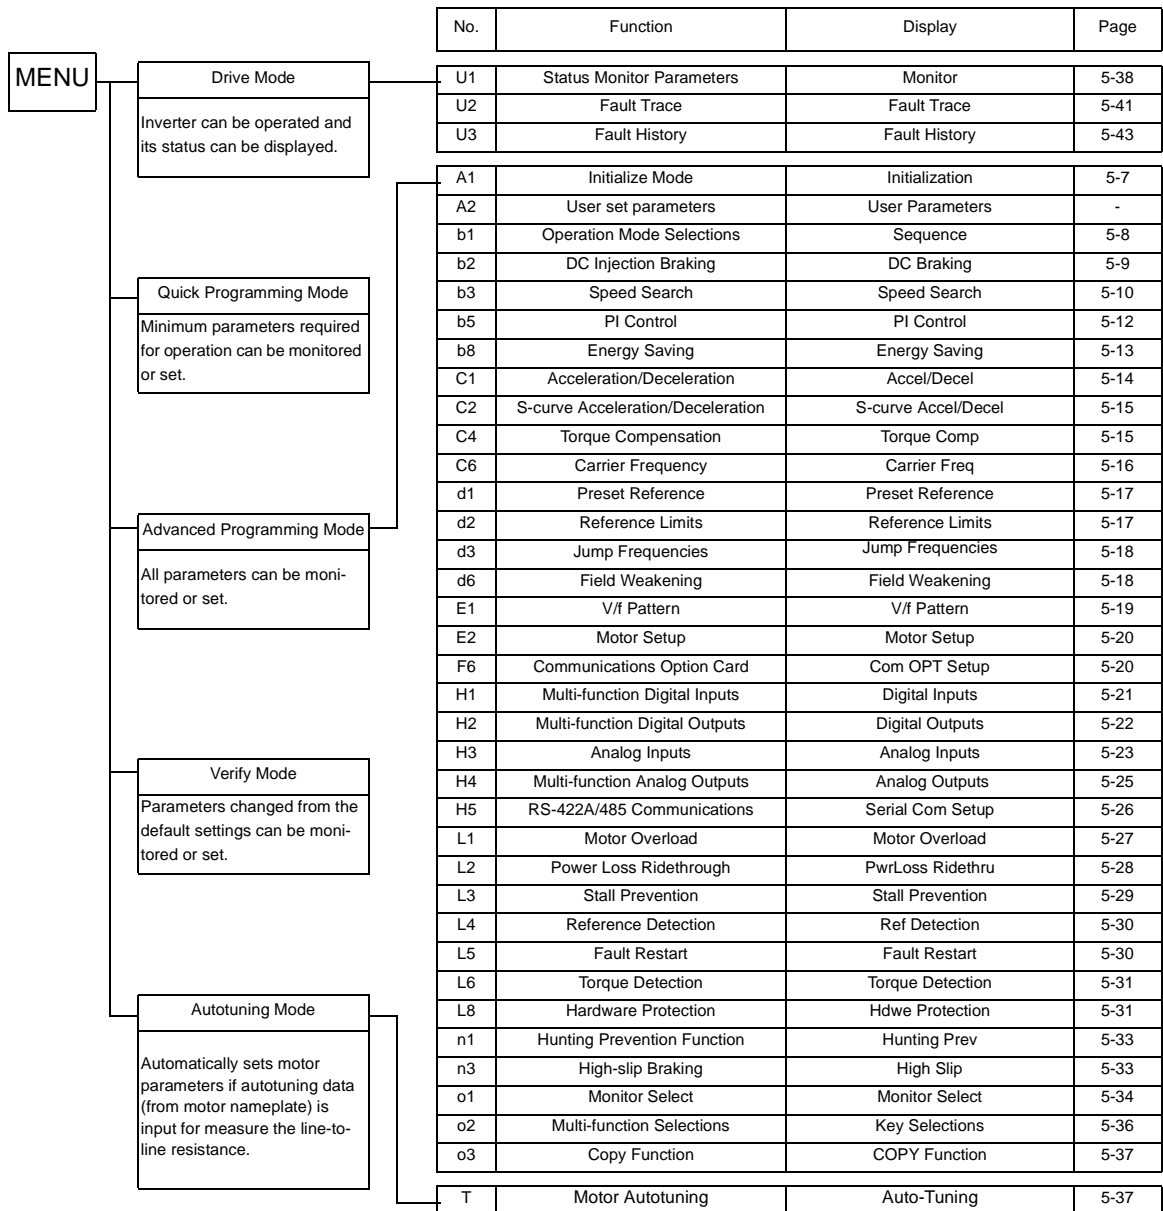 MENU
Drive Mode
Inverter can be operated and
its status can be displayed.
Quick Programming Mode
Minimum parameters required
for operation can be monitored
or set.
Advanced Programming Mode
All parameters can be moni-
tored or set.
Verify Mode
Parameters changed from the
default settings can be moni-
tored or set.
Autotuning Mode
Automatically sets motor
parameters if autotuning data
(from motor nameplate) is
input for measure the line-to-
line resistance.
No. Function Display Page
U1 Status Monitor Parameters Monitor 5-38
U2 Fault Trace Fault Trace 5-41
U3 Fault History Fault History 5-43
A1 Initialize Mode Initialization 5-7
A2 User set parameters User Parameters -
b1 Operation Mode Selections Sequence 5-8
b2 DC Injection Braking DC Braking 5-9
b3 Speed Search Speed Search 5-10
b5 PI Control PI Control 5-12
b8 Energy Saving Energy Saving 5-13
C1 Acceleration/Deceleration Accel/Decel 5-14
C2 S-curve Acceleration/Deceleration S-curve Accel/Decel 5-15
C4 Torque Compensation Torque Comp 5-15
C6 Carrier Frequency Carrier Freq 5-16
d1 Preset Reference Preset Reference 5-17
d2 Reference Limits Reference Limits 5-17
d3 Jump Frequencies Jump Frequencies 5-18
d6 Field Weakening Field Weakening 5-18
E1 V/f Pattern V/f Pattern 5-19
E2 Motor Setup Motor Setup 5-20
F6 Communications Option Card Com OPT Setup 5-20
H1 Multi-function Digital Inputs Digital Inputs 5-21
H2 Multi-function Digital Outputs Digital Outputs 5-22
H3 Analog Inputs Analog Inputs 5-23
H4 Multi-function Analog Outputs Analog Outputs 5-25
H5 RS-422A/485 Communications Serial Com Setup 5-26
L1 Motor Overload Motor Overload 5-27
L2 Power Loss Ridethrough PwrLoss Ridethru 5-28
L3 Stall Prevention Stall Prevention 5-29
L4 Reference Detection Ref Detection 5-30
L5 Fault Restart Fault Restart 5-30
L6 Torque Detection Torque Detection 5-31
L8 Hardware Protection Hdwe Protection 5-31
n1 Hunting Prevention Function Hunting Prev 5-33
n3 High-slip Braking High Slip 5-33
o1 Monitor Select Monitor Select 5-34
o2 Multi-function Selections Key Selections 5-36
o3 Copy Function COPY Function 5-37
T Motor Autotuning Auto-Tuning 5-37